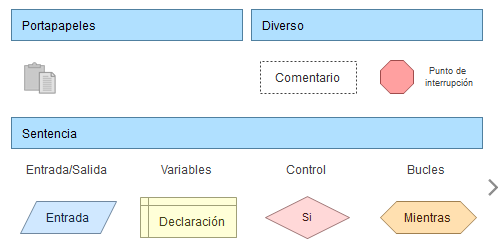 Portapapeles
Diverso
Comentario
Punto de
interrupción
Sentencia
Entrada/Salida
Variables
Control
Bucles
Entrada
Declaración
Si
Mientras